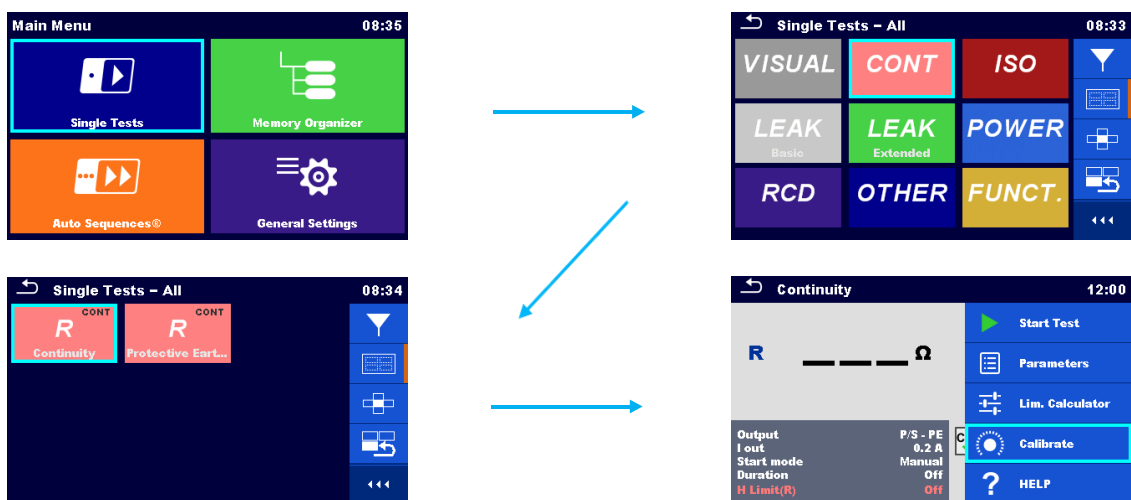 Main Menu 08:35
Single Tests
Memory Organizer
Auto Sequences®
General Settings
Single Tests – All 08:33
VISUAL CONT ISO
LEAK LEAK POWER
Basic Extended
RCD OTHER FUNCT.
Single Tests – All 08:34
CONT CONT
R R
Continuity Protective Eart...
Continuity 12:00
R ___ Ω
Output P/S - PE
I out 0.2 A
Start mode Manual
Duration Off
H Limit(R) Off
C
Start Test
Parameters
Lim. Calculator
Calibrate
? HELP